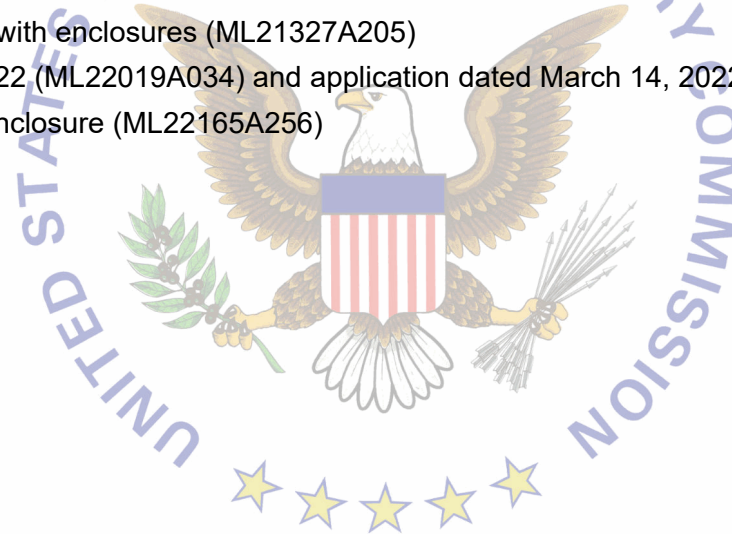 with enclosures (ML21327A205)
22 (ML22019A034) and application dated March 14, 2022
nclosure (ML22165A256)
UNITED STATES
Y COMMISSION